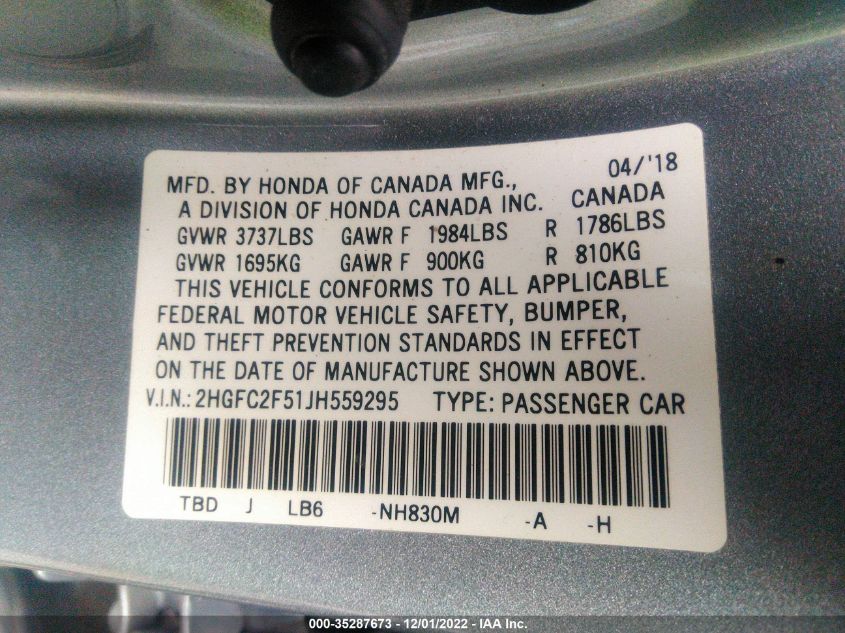 04/'18
MFD. BY HONDA OF CANADA MFG.,
A DIVISION OF HONDA CANADA INC. CANADA
GVWR 3737LBS GAWR F 1984LBS R 1786LBS
GVWR 1695KG GAWR F 900KG R 810KG
THIS VEHICLE CONFORMS TO ALL APPLICABLE
FEDERAL MOTOR VEHICLE SAFETY, BUMPER,
AND THEFT PREVENTION STANDARDS IN EFFECT
ON THE DATE OF MANUFACTURE SHOWN ABOVE.
V.I.N.: 2HGFC2F51JH559295 TYPE: PASSENGER CAR
TBD J LB6 -NH830M -A -H
000-35287673 - 12/01/2022 - IAA Inc.